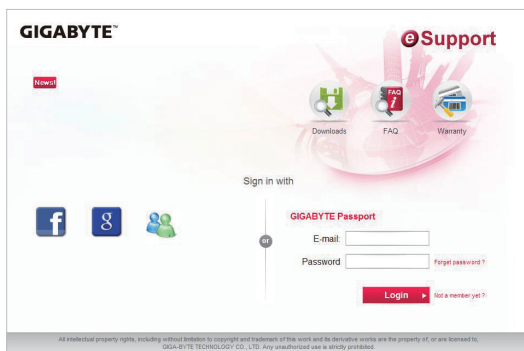 GIGABYTE™
eSupport
News!
FAQ
Downloads
FAQ
Warranty
Sign in with
f
g
or
GIGABYTE Passport
E-mail:
Password
Forget password ?
Login
Not a member yet ?
All intellectual property rights, including without limitation to copyright and trademark of this work and its derivative works are the property of, or are licensed to,
GIGA-BYTE TECHNOLOGY CO., LTD. Any unauthorized use is strictly prohibited.